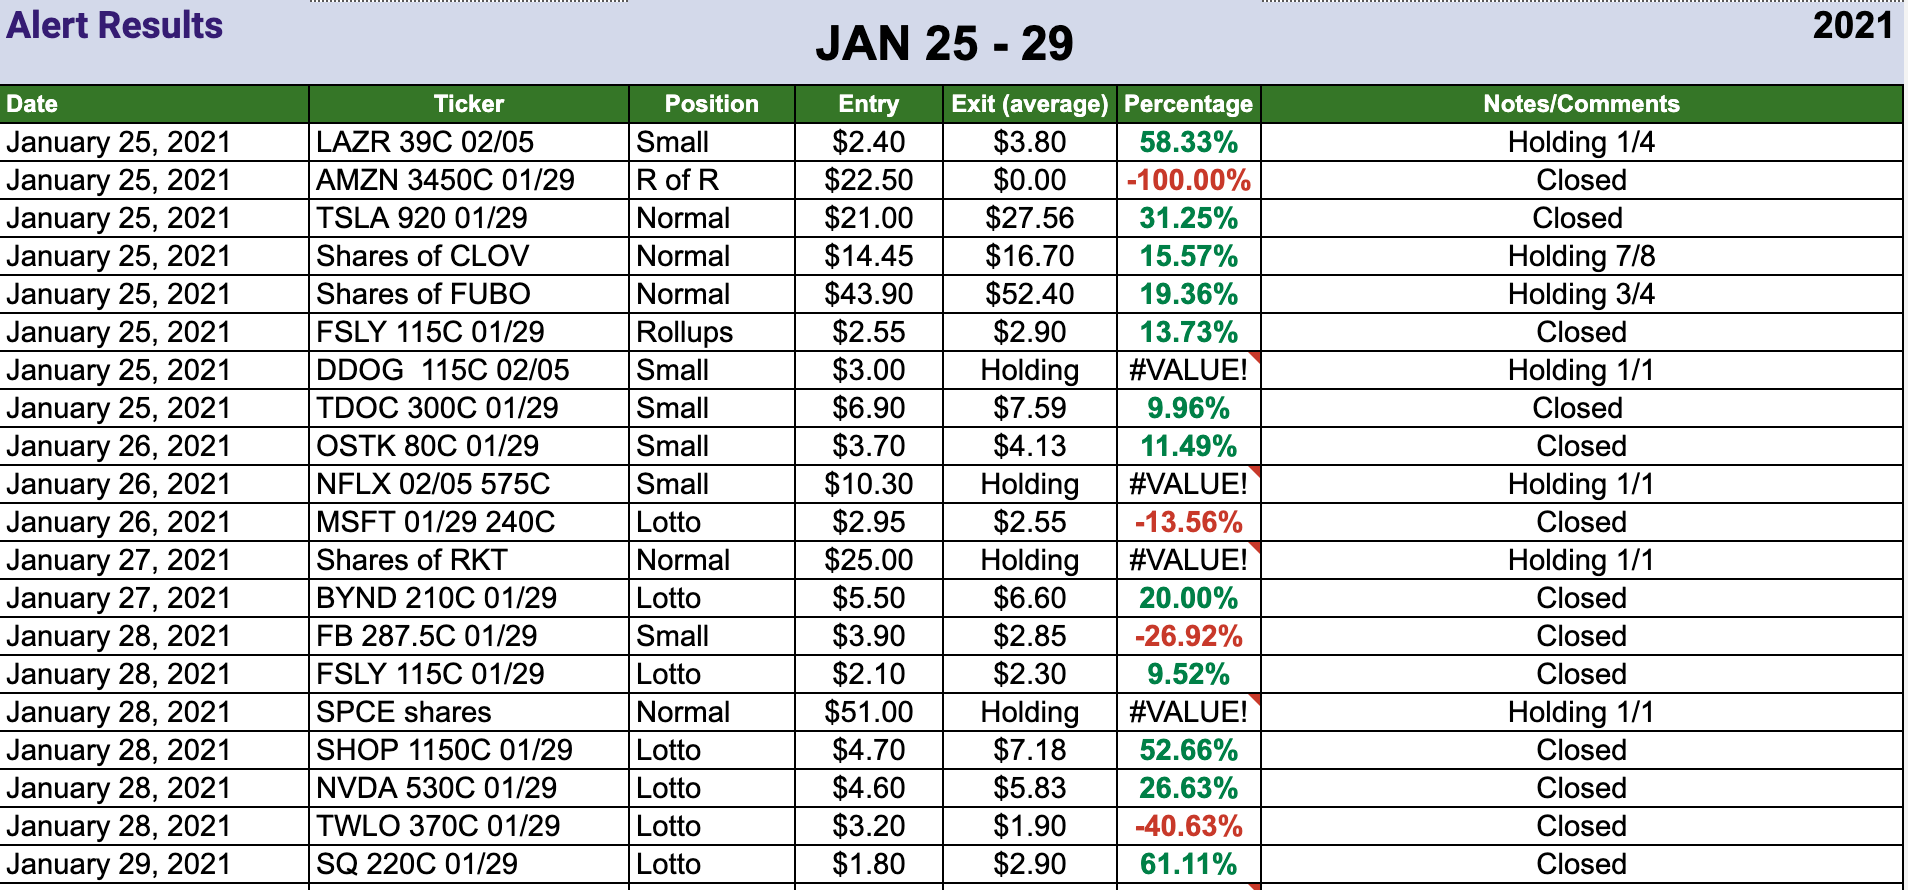 Alert Results JAN 25 - 29 2021
Date Ticker Position Entry Exit (average) Percentage Notes/Comments
January 25, 2021 LAZR 39C 02/05 Small $2.40 $3.80 58.33% Holding 1/4
January 25, 2021 AMZN 3450C 01/29 R of R $22.50 $0.00 -100.00% Closed
January 25, 2021 TSLA 920 01/29 Normal $21.00 $27.56 31.25% Closed
January 25, 2021 Shares of CLOV Normal $14.45 $16.70 15.57% Holding 7/8
January 25, 2021 Shares of FUBO Normal $43.90 $52.40 19.36% Holding 3/4
January 25, 2021 FSLY 115C 01/29 Rollups $2.55 $2.90 13.73% Closed
January 25, 2021 DDOG  115C 02/05 Small $3.00 Holding #VALUE! Holding 1/1
January 25, 2021 TDOC 300C 01/29 Small $6.90 $7.59 9.96% Closed
January 26, 2021 OSTK 80C 01/29 Small $3.70 $4.13 11.49% Closed
January 26, 2021 NFLX 02/05 575C Small $10.30 Holding #VALUE! Holding 1/1
January 26, 2021 MSFT 01/29 240C Lotto $2.95 $2.55 -13.56% Closed
January 27, 2021 Shares of RKT Normal $25.00 Holding #VALUE! Holding 1/1
January 27, 2021 BYND 210C 01/29 Lotto $5.50 $6.60 20.00% Closed
January 28, 2021 FB 287.5C 01/29 Small $3.90 $2.85 -26.92% Closed
January 28, 2021 FSLY 115C 01/29 Lotto $2.10 $2.30 9.52% Closed
January 28, 2021 SPCE shares Normal $51.00 Holding #VALUE! Holding 1/1
January 28, 2021 SHOP 1150C 01/29 Lotto $4.70 $7.18 52.66% Closed
January 28, 2021 NVDA 530C 01/29 Lotto $4.60 $5.83 26.63% Closed
January 28, 2021 TWLO 370C 01/29 Lotto $3.20 $1.90 -40.63% Closed
January 29, 2021 SQ 220C 01/29 Lotto $1.80 $2.90 61.11% Closed